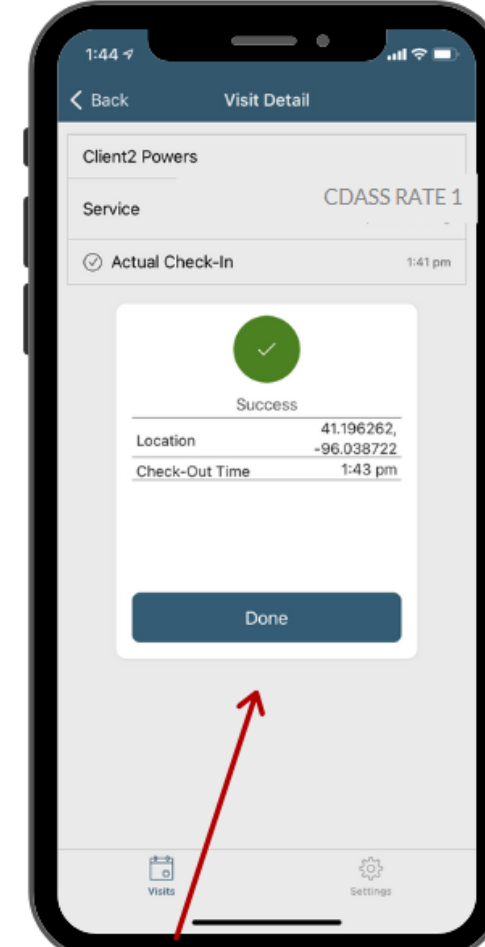 1:44
Back Visit Detail
Client2 Powers
Service CDASS RATE 1
Actual Check-In 1:41 pm
Success
Location 41.196262,
-96.038722
Check-Out Time 1:43 pm
Done
Visits Settings